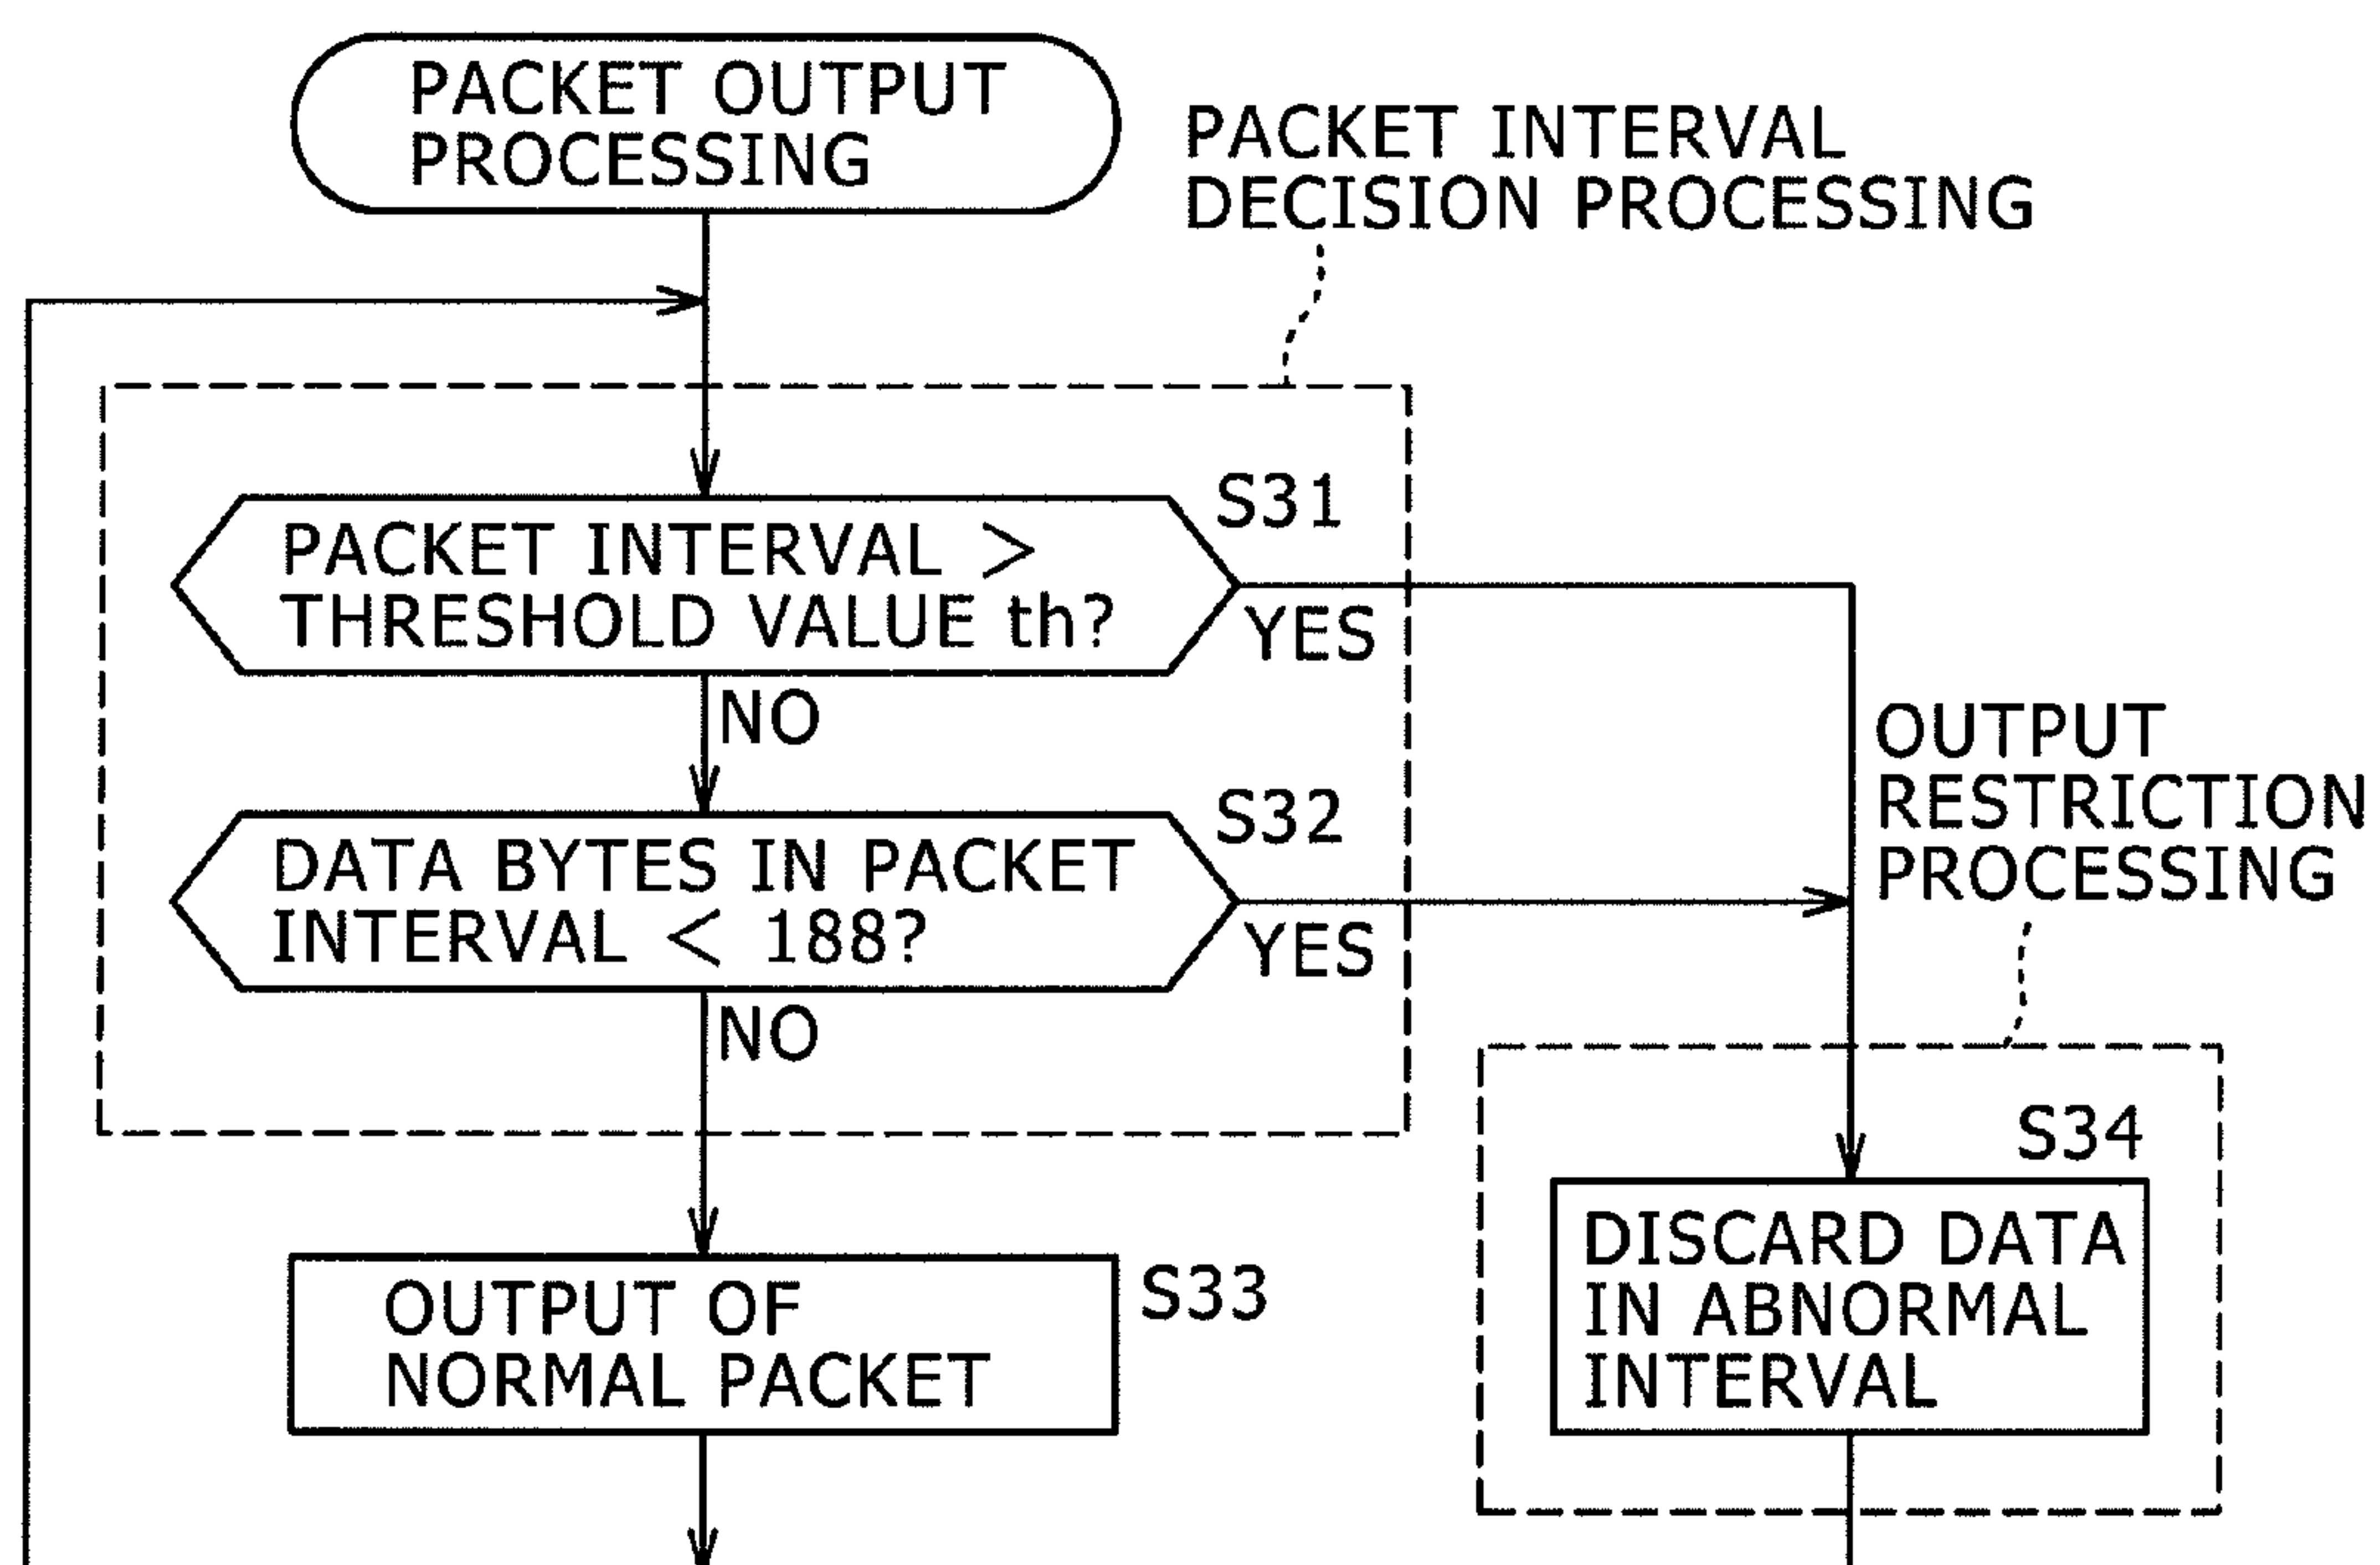 PACKET OUTPUT
PROCESSING
PACKET INTERVAL
DECISION PROCESSING
S31
PACKET INTERVAL >
THRESHOLD VALUE th?
YES
NO
OUTPUT
RESTRICTION
PROCESSING
S32
DATA BYTES IN PACKET
INTERVAL < 188?
YES
NO
S34
DISCARD DATA
IN ABNORMAL
INTERVAL
S33
OUTPUT OF
NORMAL PACKET